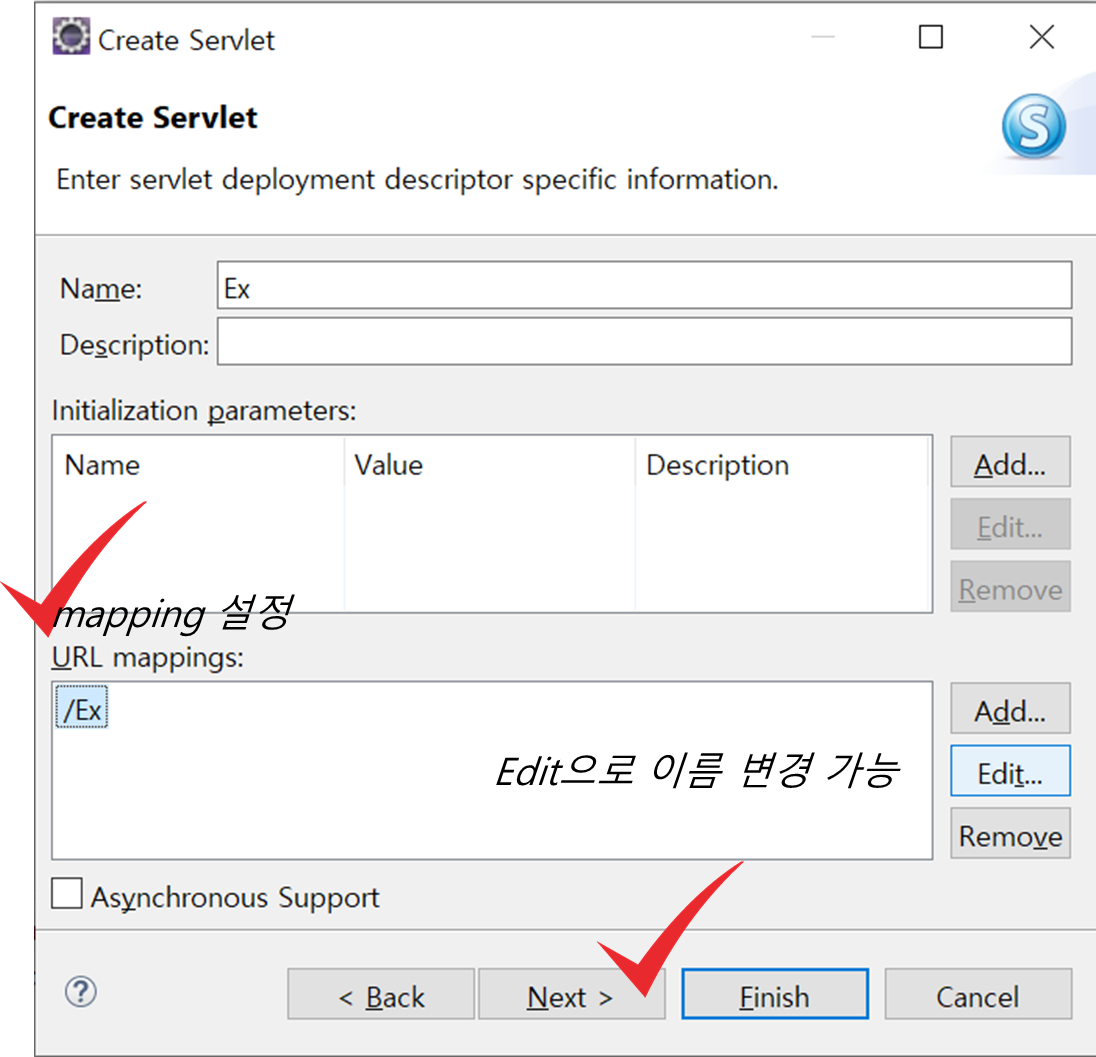 Create Servlet
Create Servlet
S
Enter servlet deployment descriptor specific information.
Name: Ex
Description:
Initialization parameters:
Name Value Description
Add...
Edit...
Remove
mapping 설정
URL mappings:
/Ex
Add...
Edit으로 이름 변경 가능
Edit...
Remove
Asynchronous Support
? < Back Next > Finish Cancel